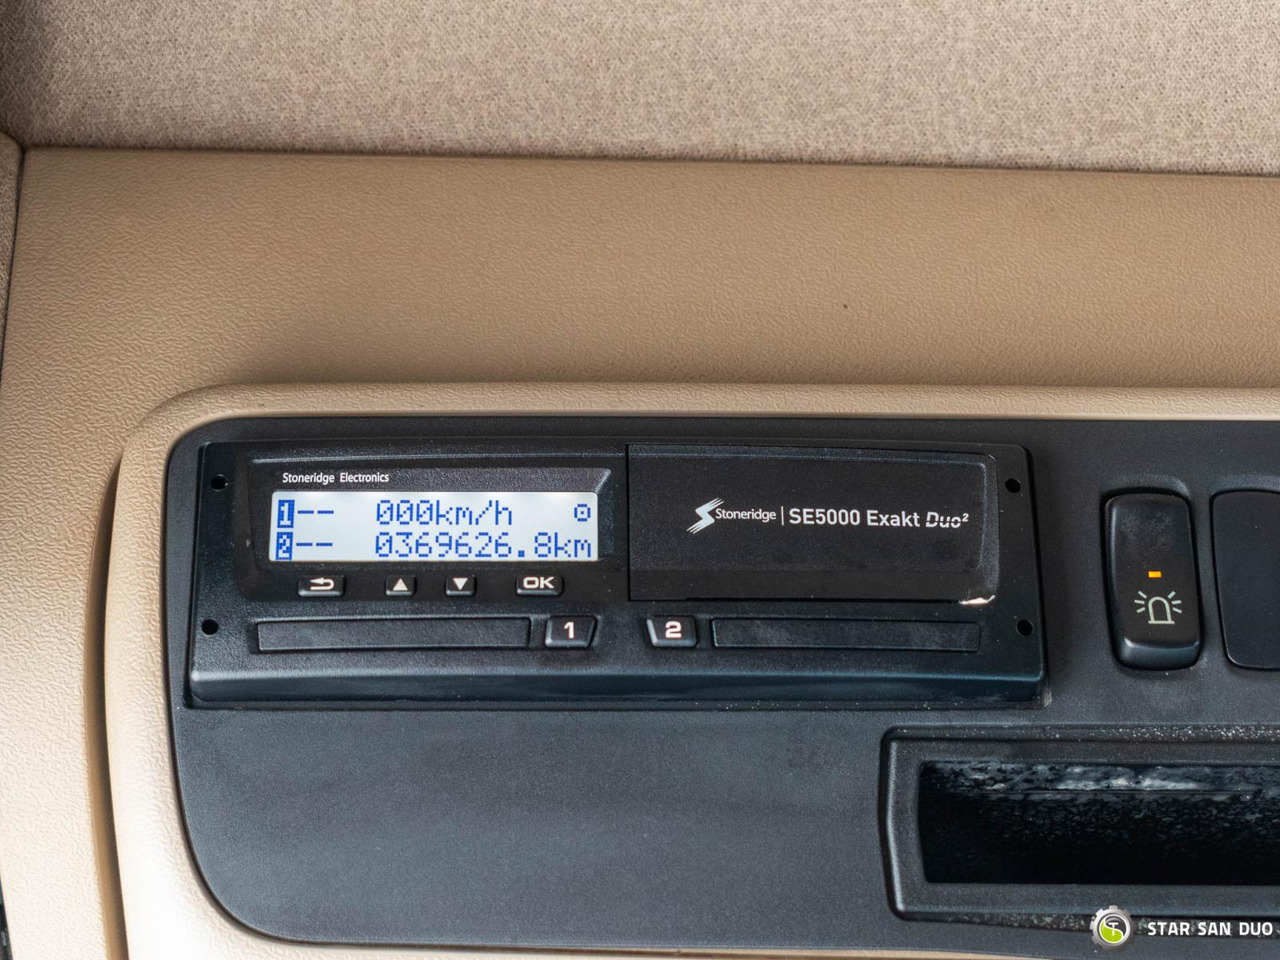 Stoneridge Electronics
1-- 000km/h
2-- 0369626.8km
OK
1
2
Stoneridge | SE5000 Exakt Duo²
STAR SAN DUO